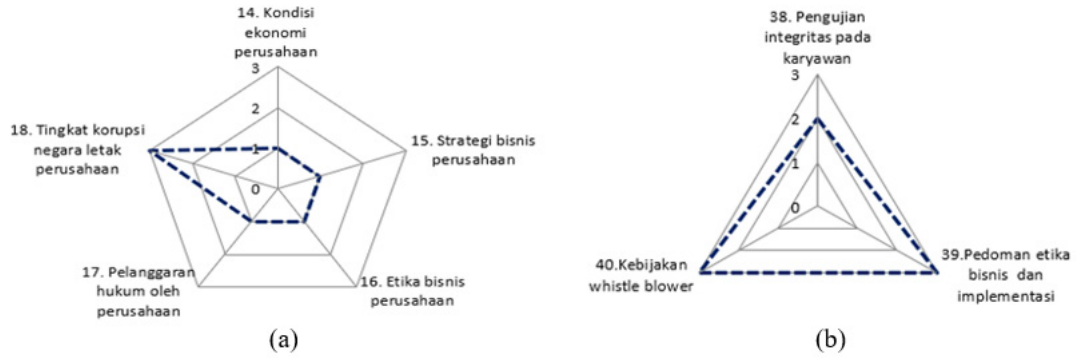 14. Kondisi
ekonomi
perusahaan
3
2
1
0
15. Strategi bisnis
perusahaan
16. Etika bisnis
perusahaan
17. Pelanggaran
hukum oleh
perusahaan
18. Tingkat korupsi
negara letak
perusahaan
(a)
38. Pengujian
integritas pada
karyawan
3
2
1
0
39.Pedoman etika
bisnis dan
implementasi
40.Kebijakan
whistle blower
(b)